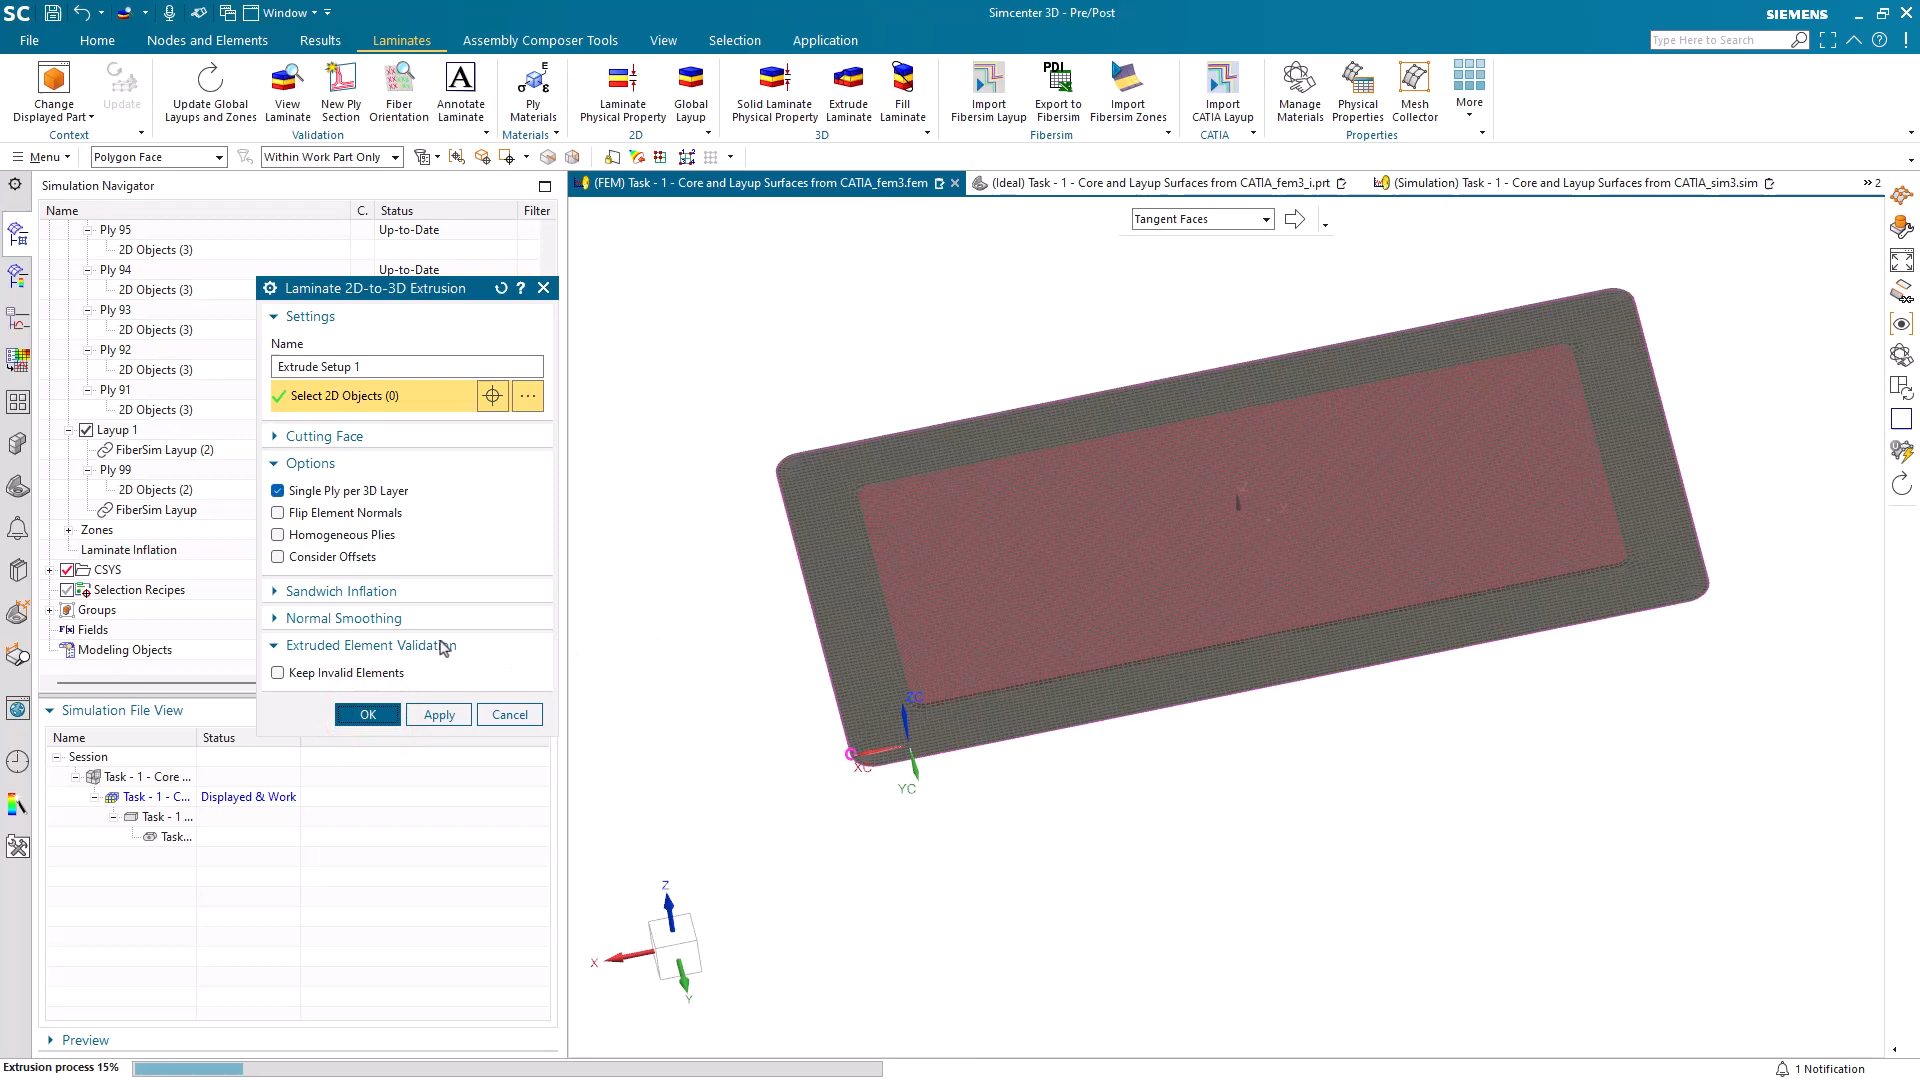 SC
Window
Simcenter 3D - Pre/Post
SIEMENS
File
Home
Nodes and Elements
Results
Laminates
Assembly Composer Tools
View
Selection
Application
Type Here to Search
Change
Displayed Part
Update
Update Global
Layups and Zones
View
Laminate
New Ply
Section
Fiber
Orientation
Annotate
Laminate
Ply
Materials
Laminate
Physical Property
Global
Layup
Solid Laminate
Physical Property
Extrude
Laminate
Fill
Laminate
Import
Fibersim Layup
Export to
Fibersim
Import
Fibersim Zones
Import
CATIA Layup
Manage
Materials
Physical
Properties
Mesh
Collector
More
Context
Validation
Materials
2D
3D
Fibersim
CATIA
Properties
Menu
Polygon Face
Within Work Part Only
Simulation Navigator
(FEM) Task - 1 - Core and Layup Surfaces from CATIA_fem3.fem
(Ideal) Task - 1 - Core and Layup Surfaces from CATIA_fem3_i.prt
(Simulation) Task - 1 - Core and Layup Surfaces from CATIA_sim3.sim
2
Name
C.
Status
Filter
Tangent Faces
Ply 95
Up-to-Date
2D Objects (3)
Ply 94
Up-to-Date
2D Objects (3)
Ply 93
2D Objects (3)
Ply 92
2D Objects (3)
Ply 91
2D Objects (3)
Layup 1
FiberSim Layup (2)
Ply 99
2D Objects (2)
FiberSim Layup
Zones
Laminate Inflation
CSYS
Selection Recipes
Groups
Fields
Modeling Objects
Laminate 2D-to-3D Extrusion
Settings
Name
Extrude Setup 1
Select 2D Objects (0)
Cutting Face
Options
Single Ply per 3D Layer
Flip Element Normals
Homogeneous Plies
Consider Offsets
Sandwich Inflation
Normal Smoothing
Extruded Element Validation
Keep Invalid Elements
OK
Apply
Cancel
Simulation File View
Name
Status
Session
Task - 1 - Core ...
Task - 1 - C...
Displayed & Work
Task - 1 ...
Task...
Preview
ZC
XC
YC
Z
X
Y
Extrusion process 15%
1 Notification